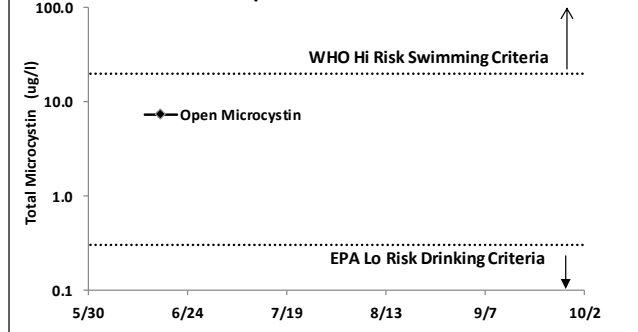 100.0
WHO Hi Risk Swimming Criteria
10.0
Open Microcystin
Total Microcystin (ug/l)
1.0
EPA Lo Risk Drinking Criteria
0.1
5/30 6/24 7/19 8/13 9/7 10/2